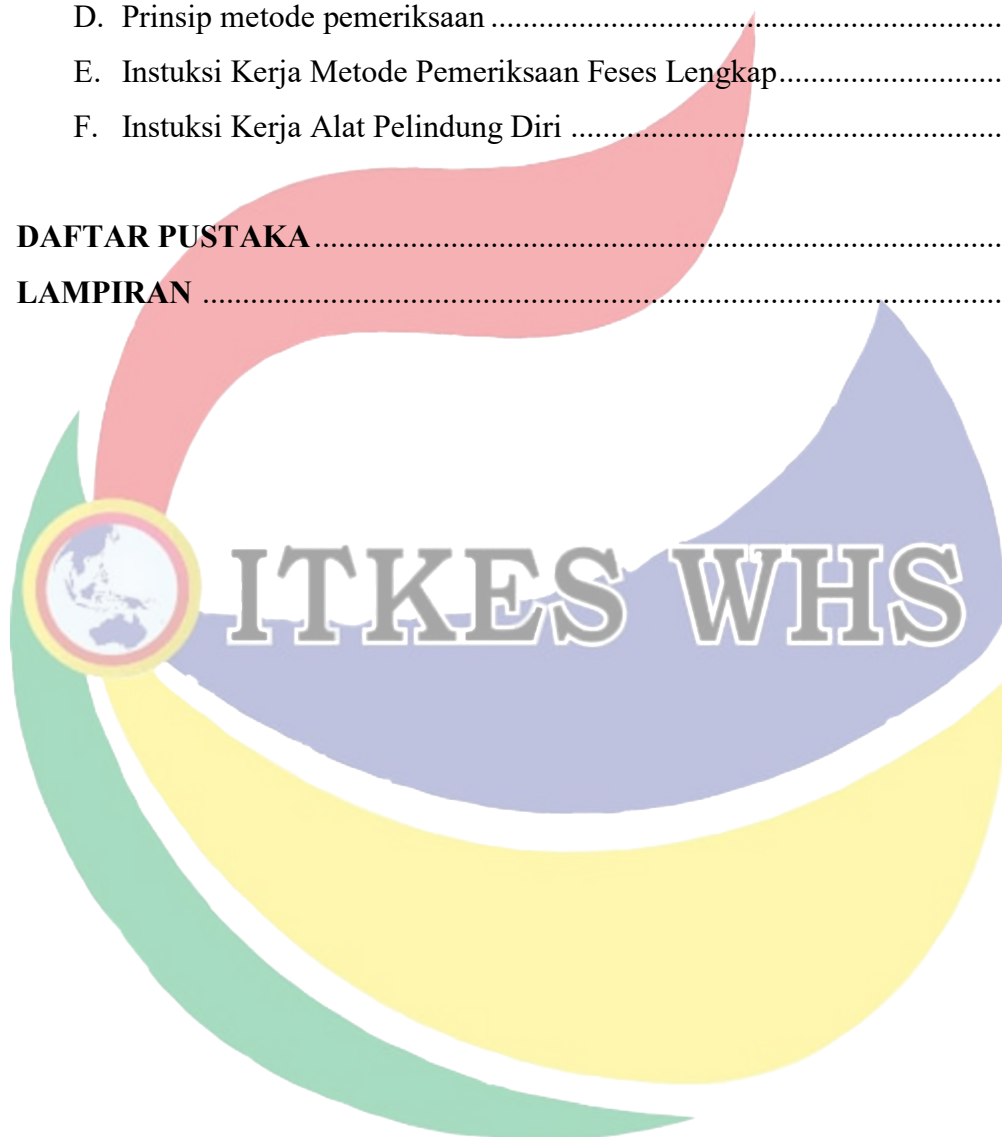 D. Prinsip metode pemeriksaan ................................................................
E. Instuksi Kerja Metode Pemeriksaan Feses Lengkap............................
F. Instuksi Kerja Alat Pelindung Diri ......................................................
DAFTAR PUSTAKA......................................................................................
LAMPIRAN ....................................................................................................
ITKES WHS